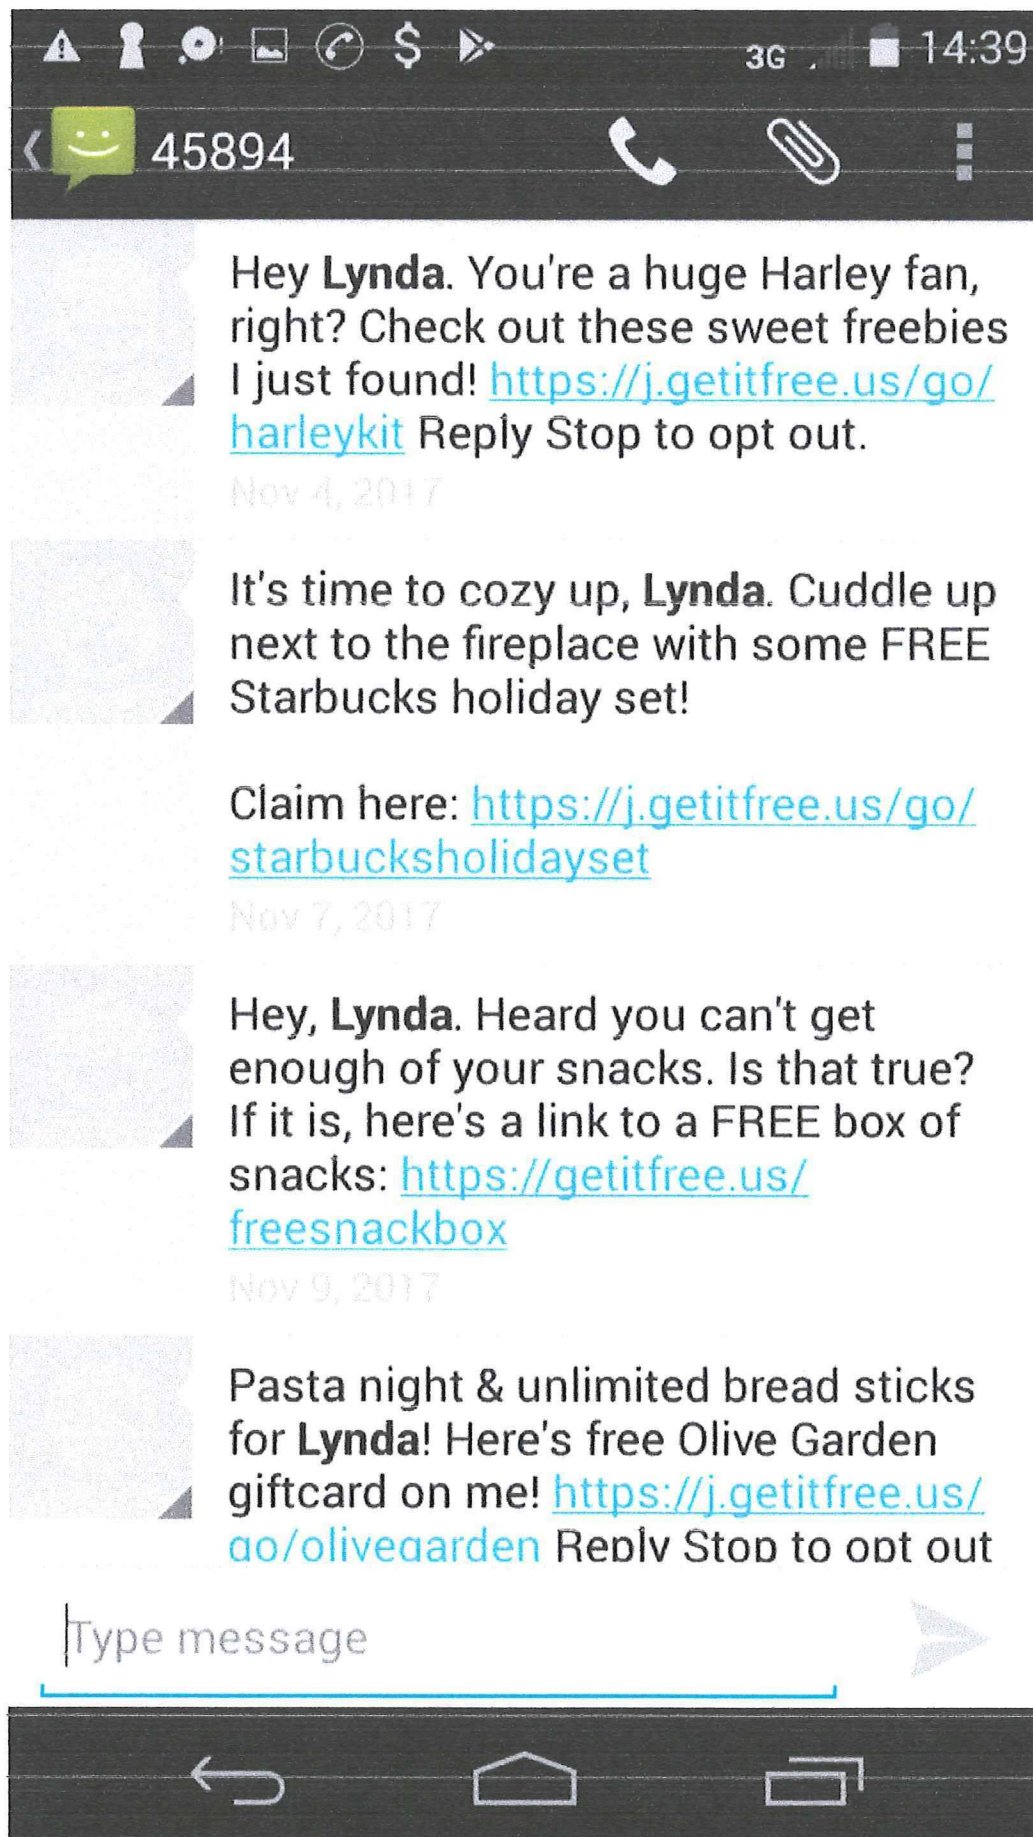 3G 14:39
45894
Hey Lynda. You're a huge Harley fan,
right? Check out these sweet freebies
I just found! https://j.getitfree.us/go/
harleykit Reply Stop to opt out.
Nov 4, 2017
It's time to cozy up, Lynda. Cuddle up
next to the fireplace with some FREE
Starbucks holiday set!
Claim here: https://j.getitfree.us/go/
starbucksholidayset
Nov 7, 2017
Hey, Lynda. Heard you can't get
enough of your snacks. Is that true?
If it is, here's a link to a FREE box of
snacks: https://getitfree.us/
freesnackbox
Nov 9, 2017
Pasta night & unlimited bread sticks
for Lynda! Here's free Olive Garden
giftcard on me! https://j.getitfree.us/
go/olivegarden Reply Stop to opt out
Type message